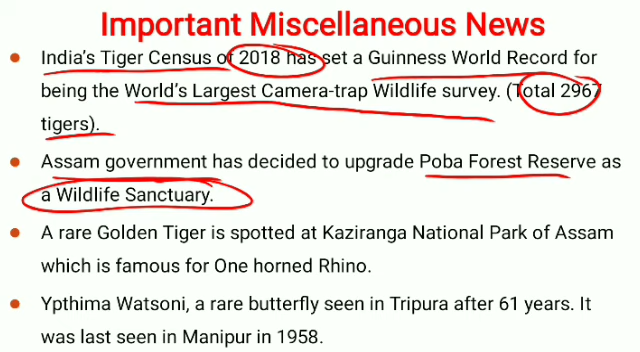 Important Miscellaneous News
India's Tiger Census of 2018 has set a Guinness World Record for
being the World's Largest Camera-trap Wildlife survey. (Total 2967
tigers).
Assam government has decided to upgrade Poba Forest Reserve as
a Wildlife Sanctuary.
A rare Golden Tiger is spotted at Kaziranga National Park of Assam
which is famous for One horned Rhino.
Ypthima Watsoni, a rare butterfly seen in Tripura after 61 years. It
was last seen in Manipur in 1958.